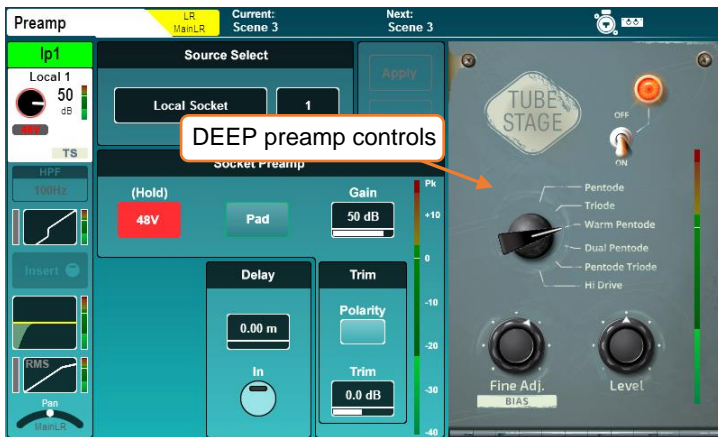 Preamp
LR
MainLR
Current:
Scene 3
Next:
Scene 3
Ip1
Local 1
50
dB
48V
TS
HPF
100Hz
Insert
RMS
Pan
MainLR
Source Select
Local Socket
1
Apply
DEEP preamp controls
Socket Preamp
(Hold)
48V
Pad
Gain
50 dB
Pk
+10
0
-10
-20
-30
-40
Delay
0.00 m
In
Trim
Polarity
Trim
0.0 dB
TUBE
STAGE
OFF
ON
Pentode
Triode
Warm Pentode
Dual Pentode
Pentode Triode
Hi Drive
Fine Adj.
BIAS
Level